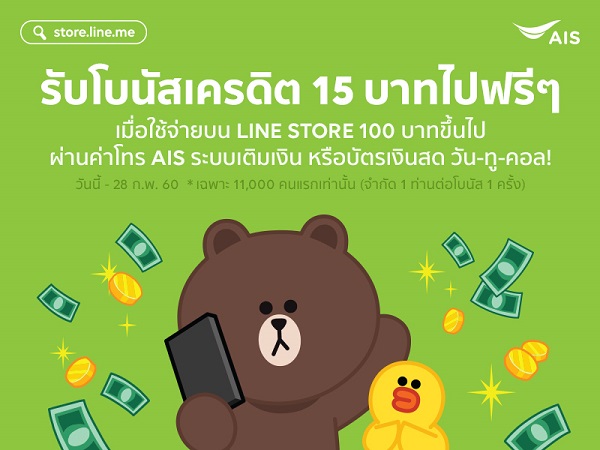 store.line.me
AIS
รับโบนัสเครดิต 15 บาทไปฟรีๆ
เมื่อใช้จ่ายบน LINE STORE 100 บาทขึ้นไป
ผ่านค่าโทร AIS ระบบเติมเงิน หรือบัตรเงินสด วัน-ทู-คอล!
วันนี้ - 28 ก.พ. 60 *เฉพาะ 11,000 คนแรกเท่านั้น (จำกัด 1 ท่านต่อโบนัส 1 ครั้ง)